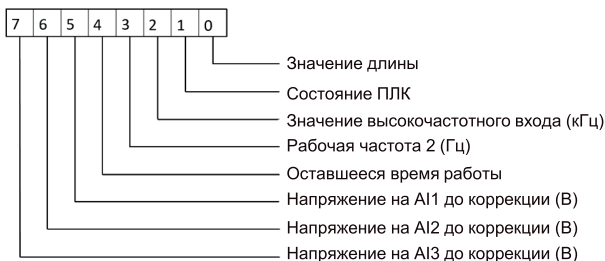 7 6 5 4 3 2 1 0
Значение длины
Состояние ПЛК
Значение высокочастотного входа (кГц)
Рабочая частота 2 (Гц)
Оставшееся время работы
Напряжение на AI1 до коррекции (В)
Напряжение на AI2 до коррекции (В)
Напряжение на AI3 до коррекции (В)